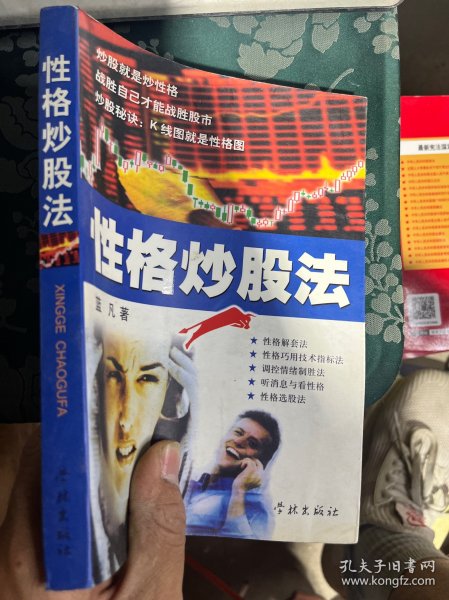 性格炒股法
XINGGE CHAOGUFA
学林出版社
炒股就是炒性格
战胜自己才能战胜股市
炒股秘诀：K线图就是性格图
性格炒股法
蓝凡 著
★ 性格解套法
★ 性格巧用技术指标法
★ 调控情绪制胜法
★ 听消息与看性格
★ 性格选股法
学林出版社
孔夫子旧书网
www.kongfz.com